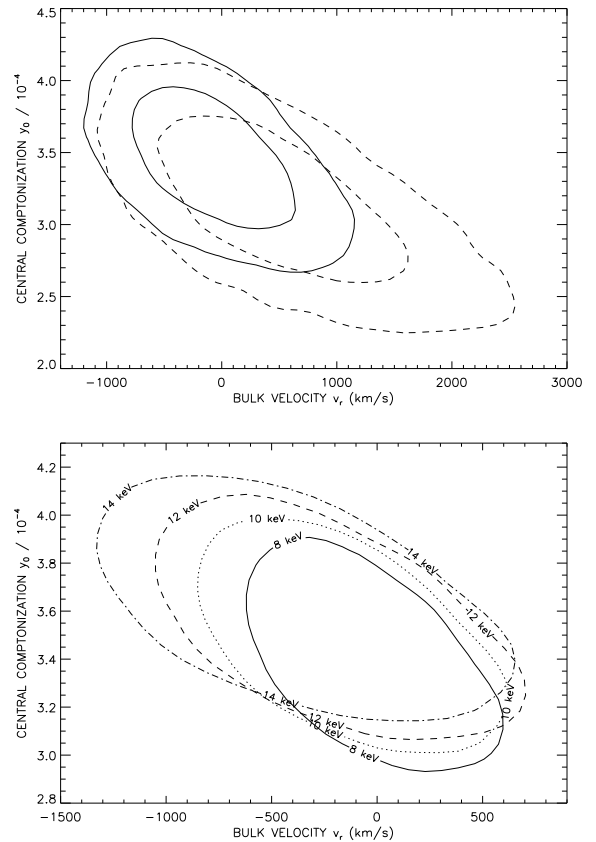 4.5
4.0
3.5
3.0
2.5
2.0
CENTRAL COMPTONIZATION y₀ / 10⁻⁴
−1000 0 1000 2000 3000
BULK VELOCITY vᵣ (km/s)
4.2
4.0
3.8
3.6
3.4
3.2
3.0
2.8
CENTRAL COMPTONIZATION y₀ / 10⁻⁴
14 keV
12 keV
10 keV
8 keV
14 keV
12 keV
10 keV
14 keV
12 keV
10 keV
8 keV
−1500 −1000 −500 0 500
BULK VELOCITY vᵣ (km/s)